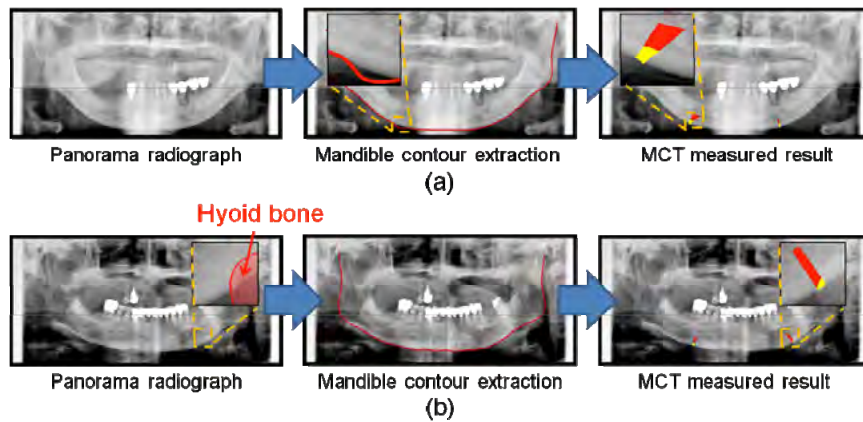 Panorama radiograph
Mandible contour extraction
MCT measured result
(a)
Hyoid bone
Panorama radiograph
Mandible contour extraction
MCT measured result
(b)